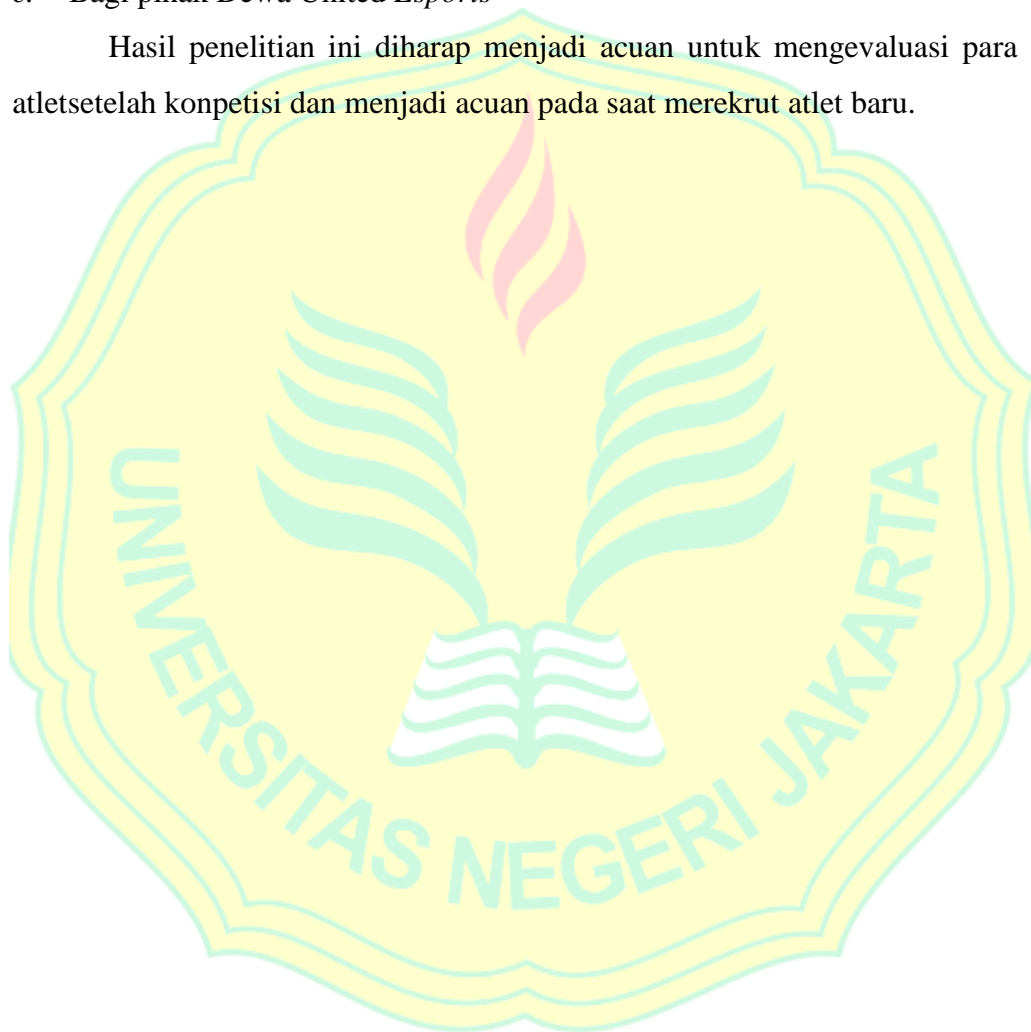 Bagi pihak Dewa United Esports
Hasil penelitian ini diharap menjadi acuan untuk mengevaluasi para
atletsetelah konpetisi dan menjadi acuan pada saat merekrut atlet baru.
UNIVERSITAS NEGERI JAKARTA